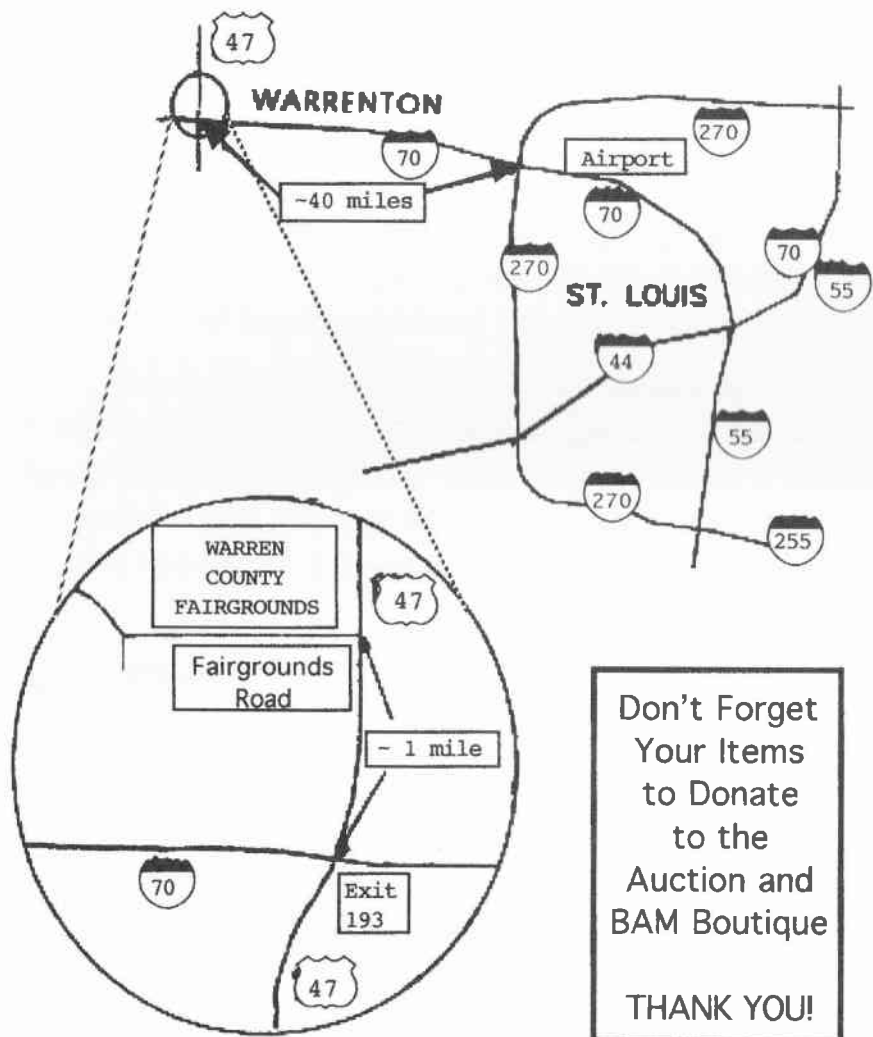 47
WARRENTON
270
70
Airport
~40 miles
70
270
70
55
ST. LOUIS
44
55
270
255
WARREN
COUNTY
FAIRGROUNDS
47
Fairgrounds
Road
~ 1 mile
70
Exit
193
47
Don't Forget
Your Items
to Donate
to the
Auction and
BAM Boutique
THANK YOU!